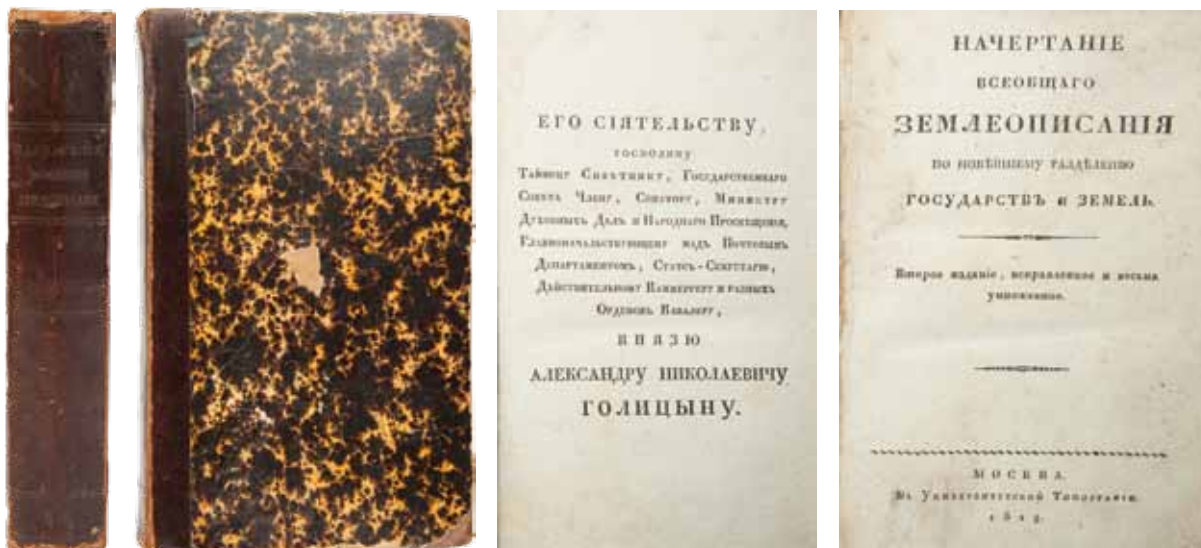 ЕГО СІЯТЕЛЬСТВУ,
ГОСПОДИНУ
Тайному Совѣтнику, Государственнаго
Совѣта Члену, Сенатору, Министру
Духовныхъ Дѣлъ и Народнаго Просвѣщенія,
Главноначальствующему надъ Почтовымъ
Департаментомъ, Статсъ-Секретарю,
Дѣйствительному Каммергеру и разныхъ
Орденовъ Кавалеру,
КНЯЗЮ
АЛЕКСАНДРУ НИКОЛАЕВИЧУ
ГОЛИЦЫНУ.
НАЧЕРТАНІЕ
ВСЕОБЩАГО
ЗЕМЛЕОПИСАНІЯ
ПО НОВѢЙШЕМУ РАЗДѢЛЕНІЮ
ГОСУДАРСТВЪ и ЗЕМЕЛЬ.
Второе изданіе, исправленное и весьма
умноженное.
МОСКВА.
Въ Университетской Типографіи.